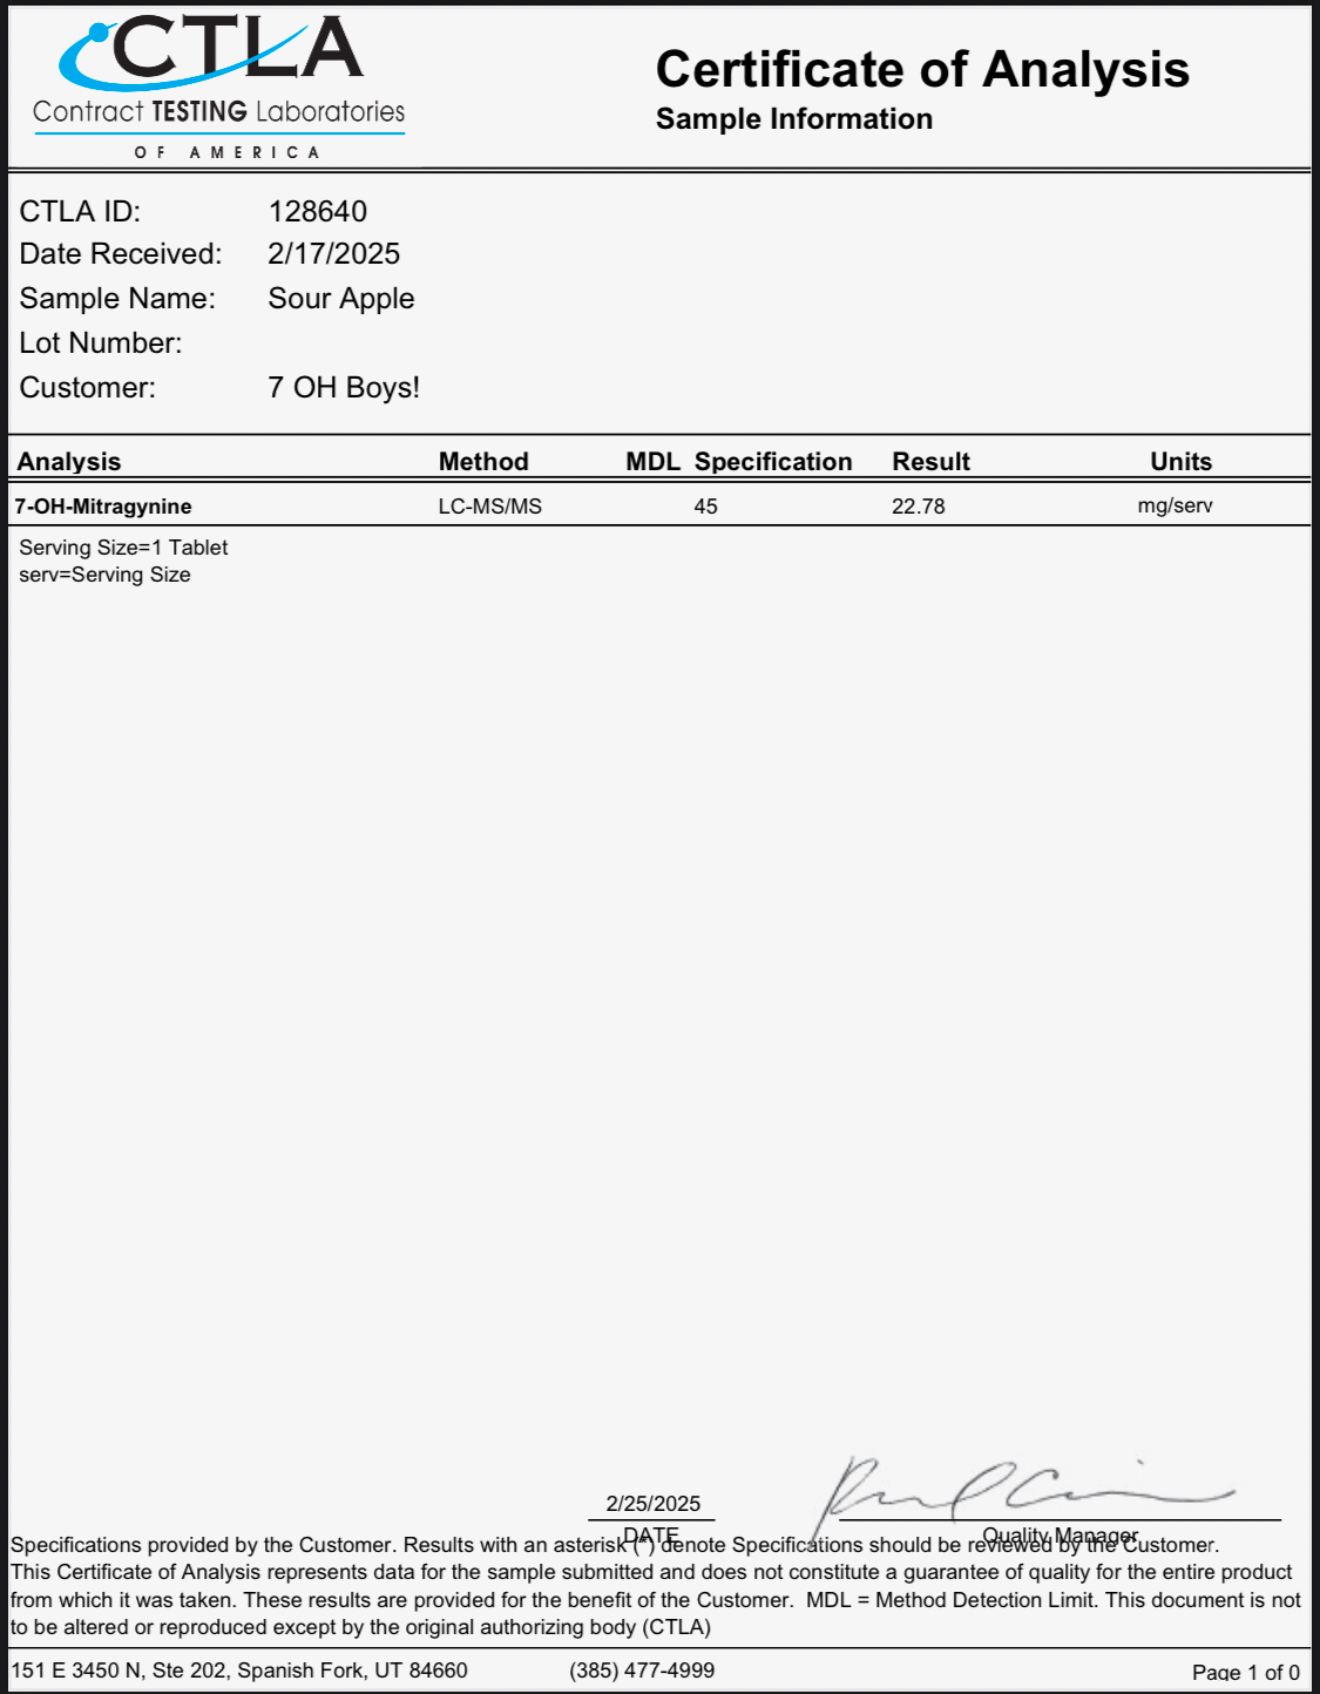 CTLA
Contract TESTING Laboratories
OF AMERICA
Certificate of Analysis
Sample Information
CTLA ID: 128640
Date Received: 2/17/2025
Sample Name: Sour Apple
Lot Number:
Customer: 7 OH Boys!
Analysis Method MDL Specification Result Units
7-OH-Mitragynine LC-MS/MS 45 22.78 mg/serv
Serving Size=1 Tablet
serv=Serving Size
2/25/2025
DATE Quality Manager
Specifications provided by the Customer. Results with an asterisk (*) denote Specifications should be reviewed by the Customer.
This Certificate of Analysis represents data for the sample submitted and does not constitute a guarantee of quality for the entire product
from which it was taken. These results are provided for the benefit of the Customer. MDL = Method Detection Limit. This document is not
to be altered or reproduced except by the original authorizing body (CTLA)
151 E 3450 N, Ste 202, Spanish Fork, UT 84660 (385) 477-4999 Page 1 of 0